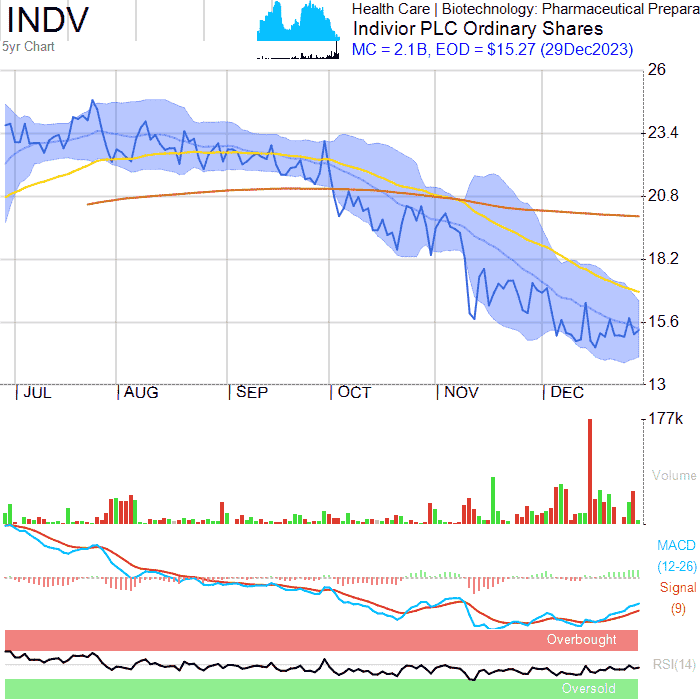 INDV
5yr Chart
Health Care | Biotechnology: Pharmaceutical Prepara
Indivior PLC Ordinary Shares
MC = 2.1B, EOD = $15.27 (29Dec2023)
26
23.4
20.8
18.2
15.6
13
JUL AUG SEP OCT NOV DEC
177k
Volume
MACD
(12-26)
Signal
(9)
Overbought
RSI(14)
Oversold